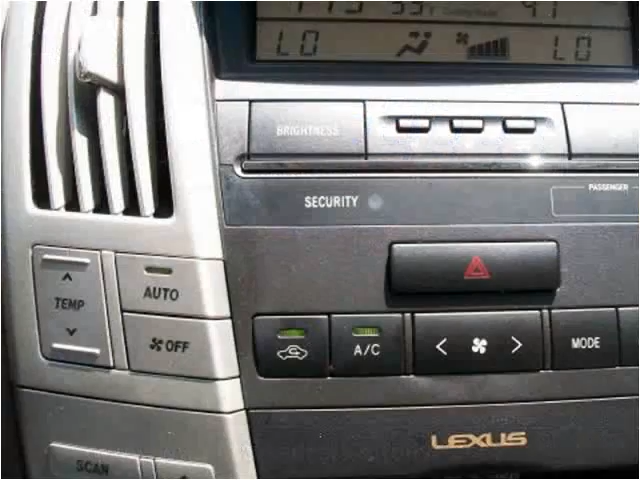 LO LO
BRIGHTNESS
PASSENGER
SECURITY
TEMP
AUTO
OFF
A/C
MODE
LEXUS
SCAN